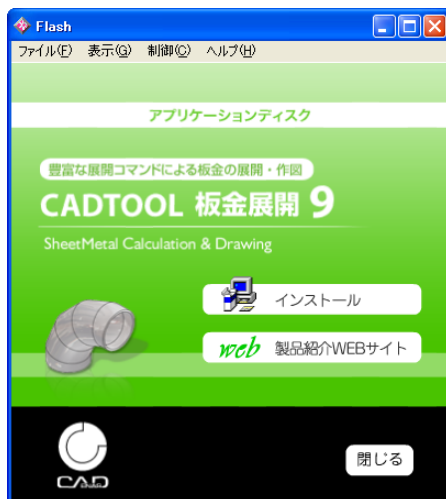 Flash
ファイル(F) 表示(G) 制御(C) ヘルプ(H)
アプリケーションディスク
豊富な展開コマンドによる板金の展開・作図
CADTOOL 板金展開 9
SheetMetal Calculation & Drawing
インストール
web 製品紹介WEBサイト
CAD
閉じる